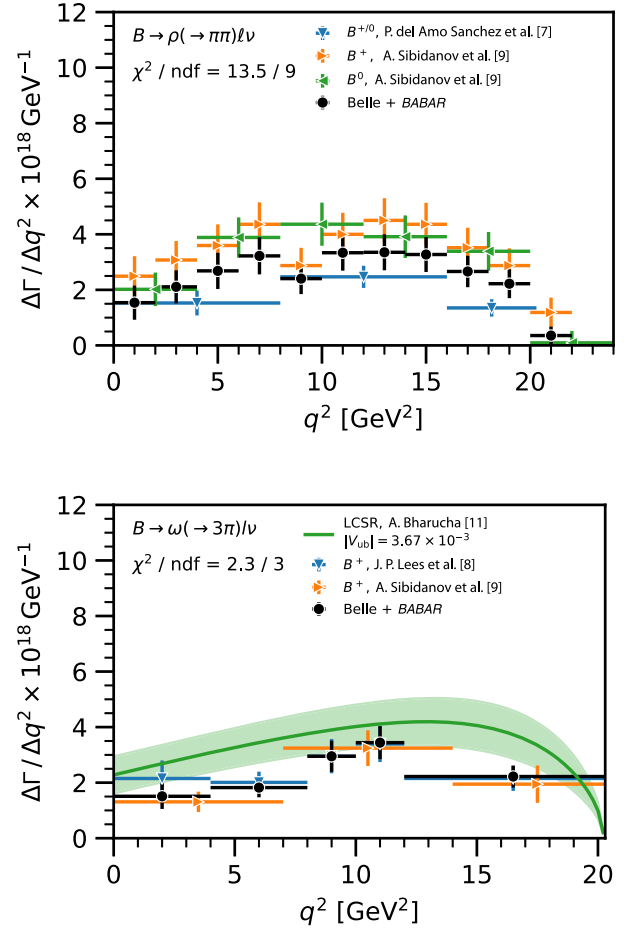 B → ρ(→ ππ)ℓν
χ² / ndf = 13.5 / 9
B⁺ᐟ⁰, P. del Amo Sanchez et al. [7]
B⁺, A. Sibidanov et al. [9]
B⁰, A. Sibidanov et al. [9]
Belle + BABAR
ΔΓ / Δq² × 10¹⁸ GeV⁻¹
12
10
8
6
4
2
0
0 5 10 15 20
q² [GeV²]
B → ω(→ 3π)lν
χ² / ndf = 2.3 / 3
LCSR, A. Bharucha [11]
|Vub| = 3.67 × 10⁻³
B⁺, J. P. Lees et al. [8]
B⁺, A. Sibidanov et al. [9]
Belle + BABAR
ΔΓ / Δq² × 10¹⁸ GeV⁻¹
12
10
8
6
4
2
0
0 5 10 15 20
q² [GeV²]